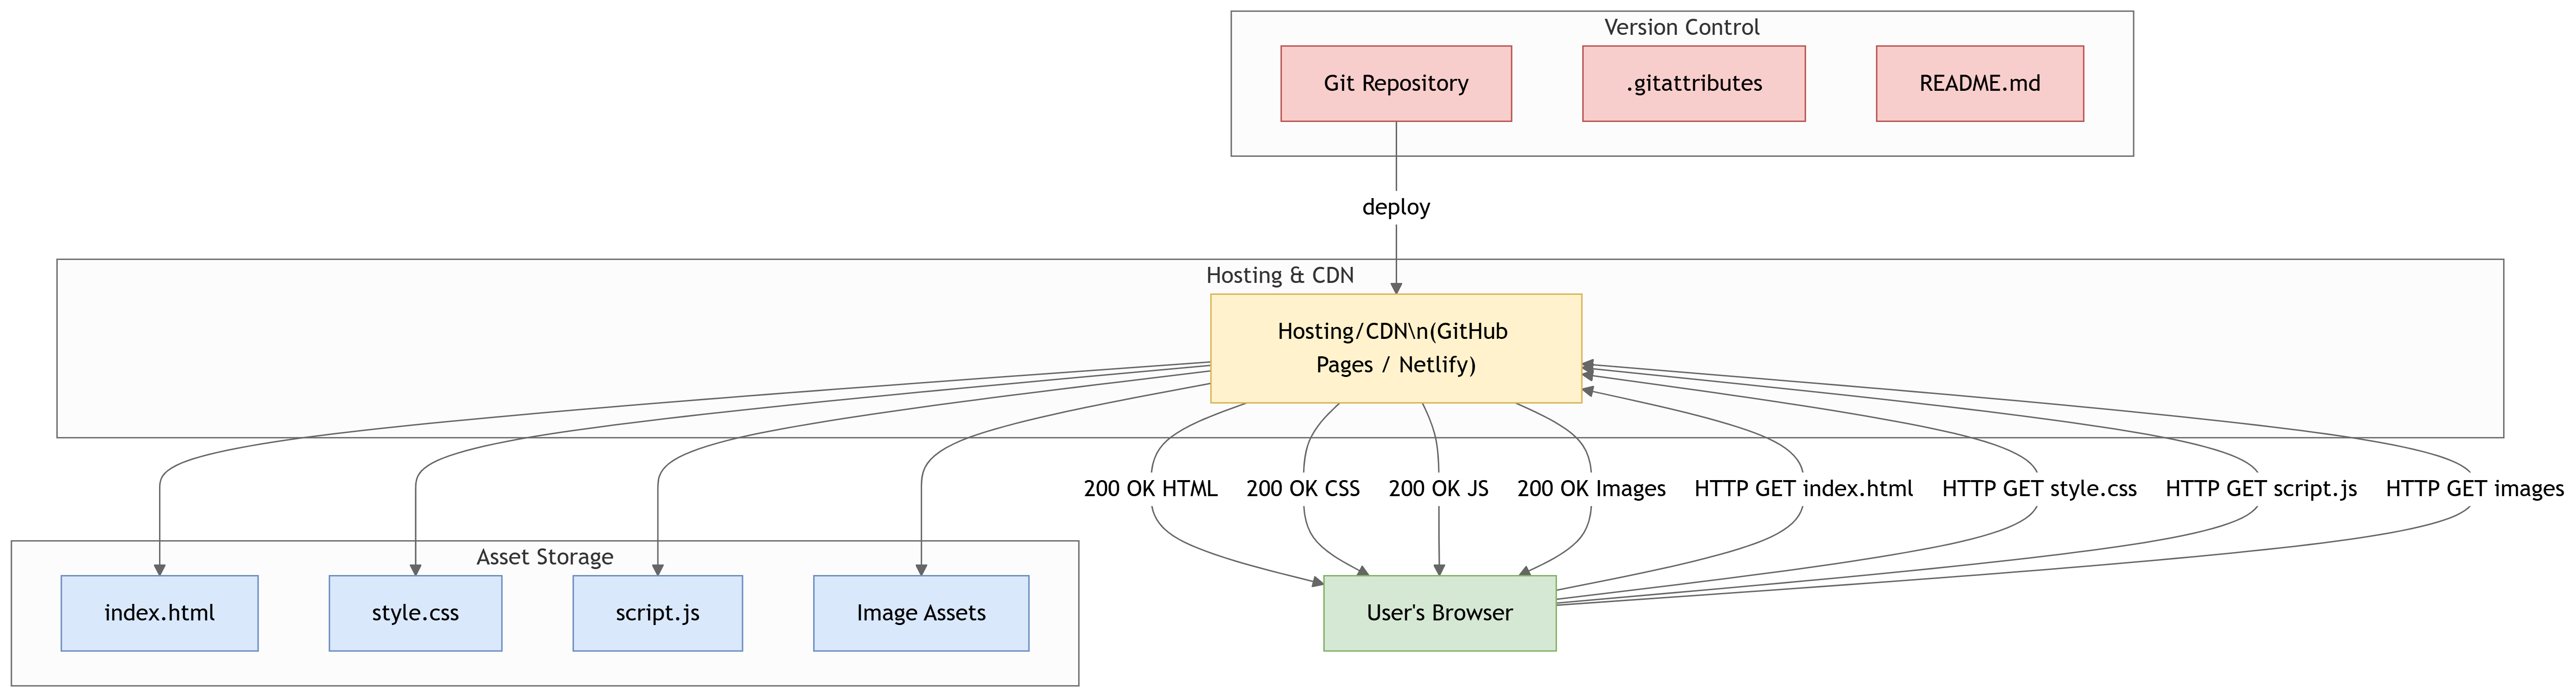 Version Control
Git Repository
.gitattributes
README.md
deploy
Hosting & CDN
Hosting/CDN\n(GitHub
Pages / Netlify)
200 OK HTML
200 OK CSS
200 OK JS
200 OK Images
HTTP GET index.html
HTTP GET style.css
HTTP GET script.js
HTTP GET images
Asset Storage
index.html
style.css
script.js
Image Assets
User's Browser